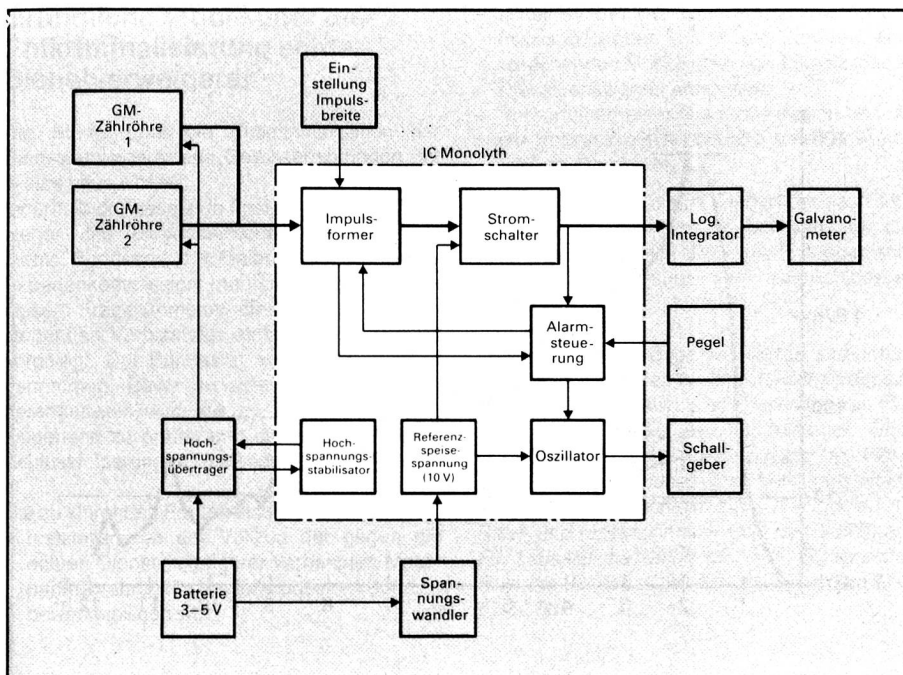 Ein-
stellung
Impuls-
breite
GM-
Zählröhre
1
IC Monolyth
GM-
Zählröhre
2
Impuls-
former
Strom-
schalter
Log.
Integrator
Galvano-
meter
Alarm-
steue-
rung
Pegel
Hoch-
spannungs-
übertrager
Hoch-
spannungs-
stabilisator
Referenz-
speise-
spannung
(10 V)
Oszillator
Schall-
geber
Batterie
3–5 V
Span-
nungs-
wandler